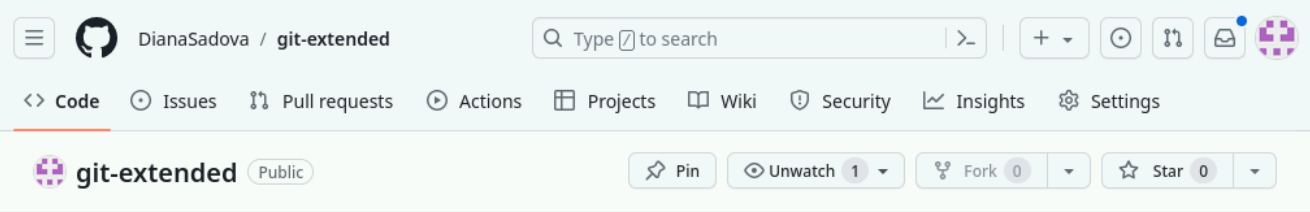 DianaSadova / git-extended Type / to search
Code Issues Pull requests Actions Projects Wiki Security Insights Settings
git-extended Public Pin Unwatch 1 Fork 0 Star 0